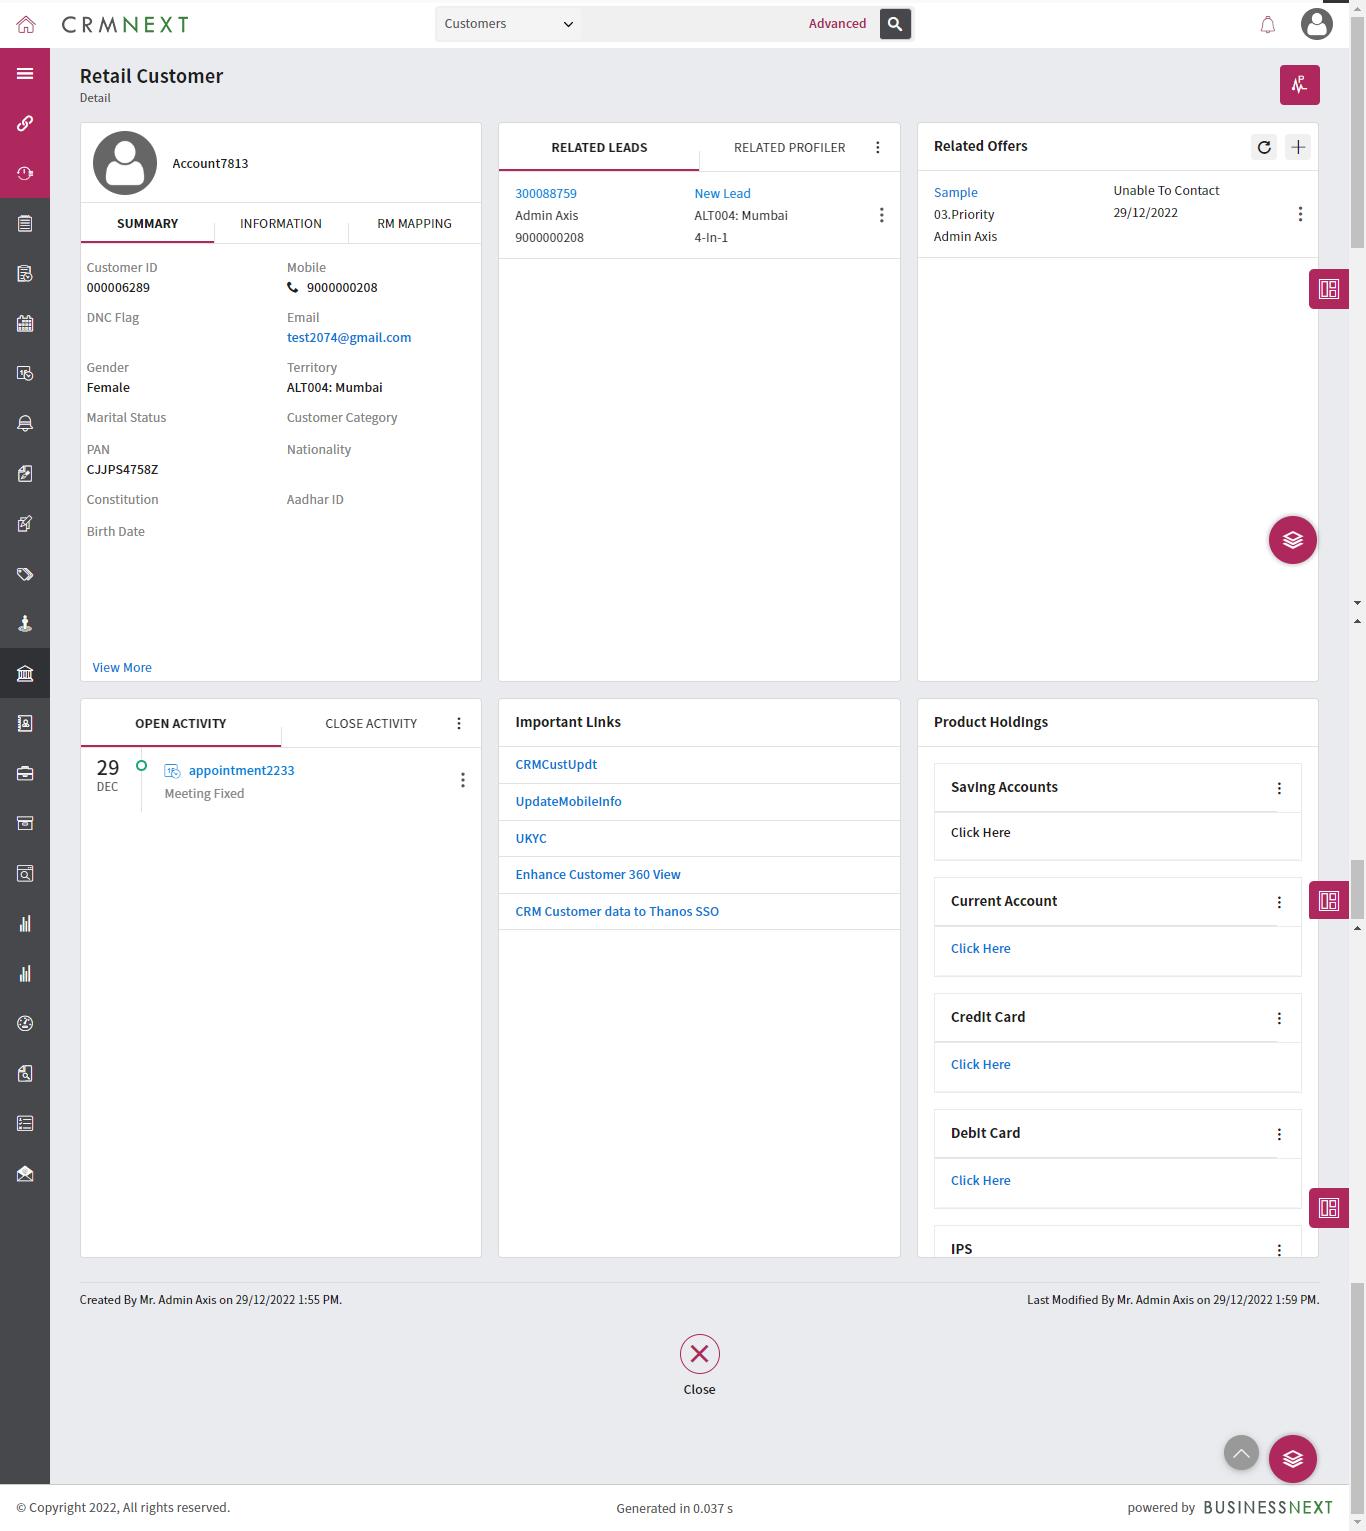 CRMNEXT
Customers
Advanced
Retail Customer
Detail
Account7813
SUMMARY
INFORMATION
RM MAPPING
Customer ID
000006289
Mobile
9000000208
DNC Flag
Email
test2074@gmail.com
Gender
Female
Territory
ALT004: Mumbai
Marital Status
Customer Category
PAN
CJJPS4758Z
Nationality
Constitution
Aadhar ID
Birth Date
View More
RELATED LEADS
RELATED PROFILER
300088759
New Lead
Admin Axis
ALT004: Mumbai
9000000208
4-In-1
Related Offers
Sample
Unable To Contact
03.Priority
29/12/2022
Admin Axis
OPEN ACTIVITY
CLOSE ACTIVITY
29
DEC
appointment2233
Meeting Fixed
Important Links
CRMCustUpdt
UpdateMobileInfo
UKYC
Enhance Customer 360 View
CRM Customer data to Thanos SSO
Product Holdings
Saving Accounts
Click Here
Current Account
Click Here
Credit Card
Click Here
Debit Card
Click Here
IPS
Created By Mr. Admin Axis on 29/12/2022 1:55 PM.
Last Modified By Mr. Admin Axis on 29/12/2022 1:59 PM.
Close
© Copyright 2022, All rights reserved.
Generated in 0.037 s
powered by BUSINESSNEXT